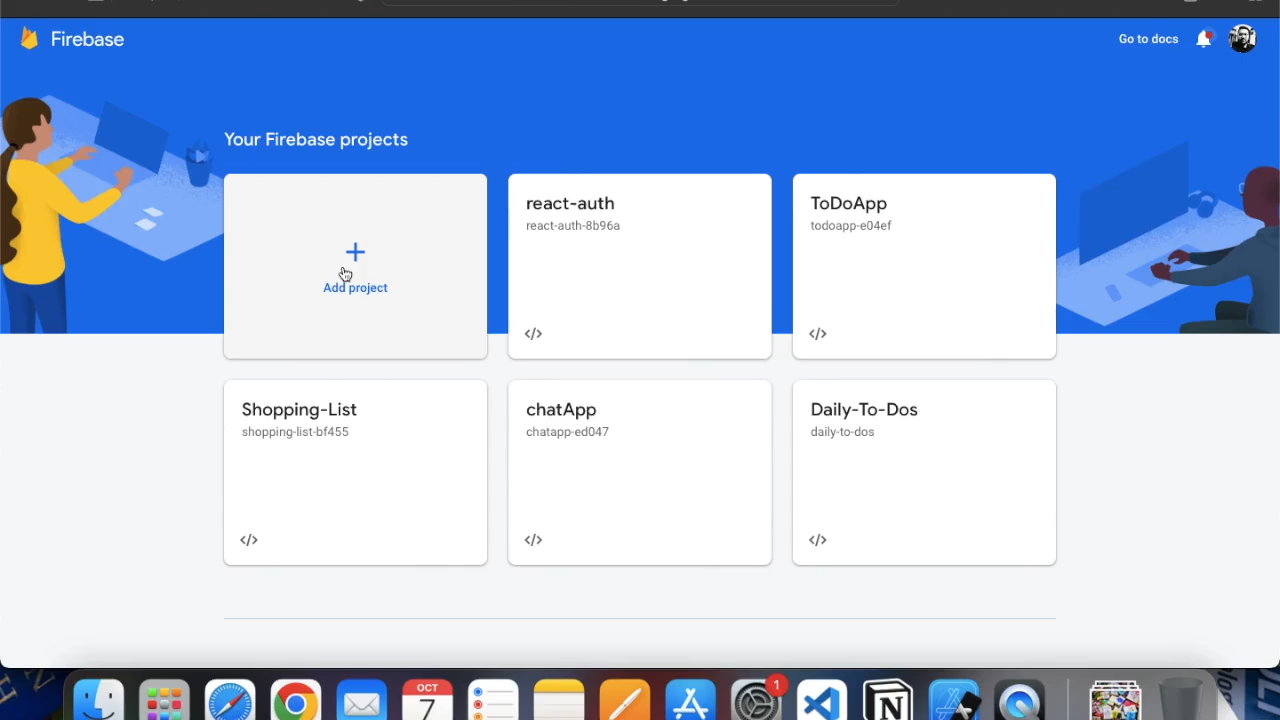 Firebase
Go to docs
Your Firebase projects
Add project
react-auth
react-auth-8b96a
</>
ToDoApp
todoapp-e04ef
</>
Shopping-List
shopping-list-bf455
</>
chatApp
chatapp-ed047
</>
Daily-To-Dos
daily-to-dos
</>
OCT
7
1